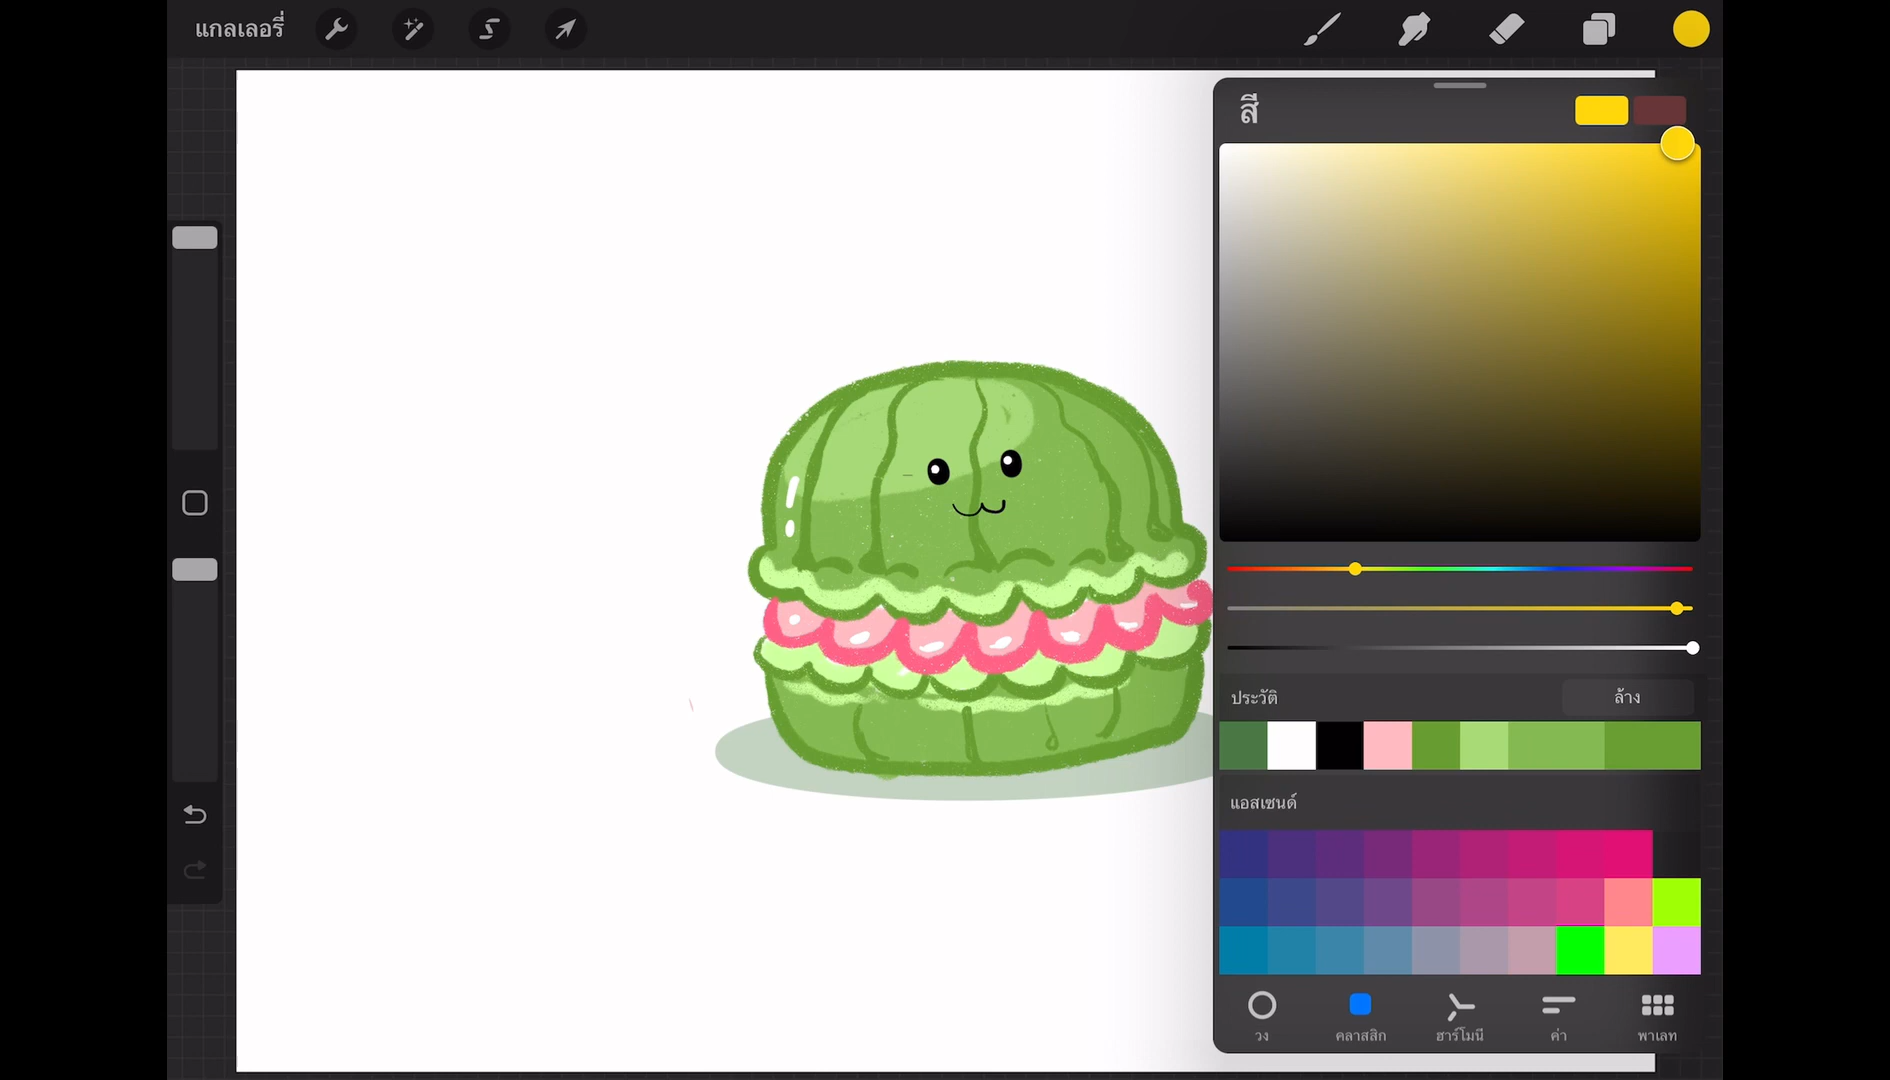 แกลเลอรี่
สี
ประวัติ
ล้าง
แอสเซนด์
วง
คลาสสิก
ฮาร์โมนี
ค่า
พาเลท